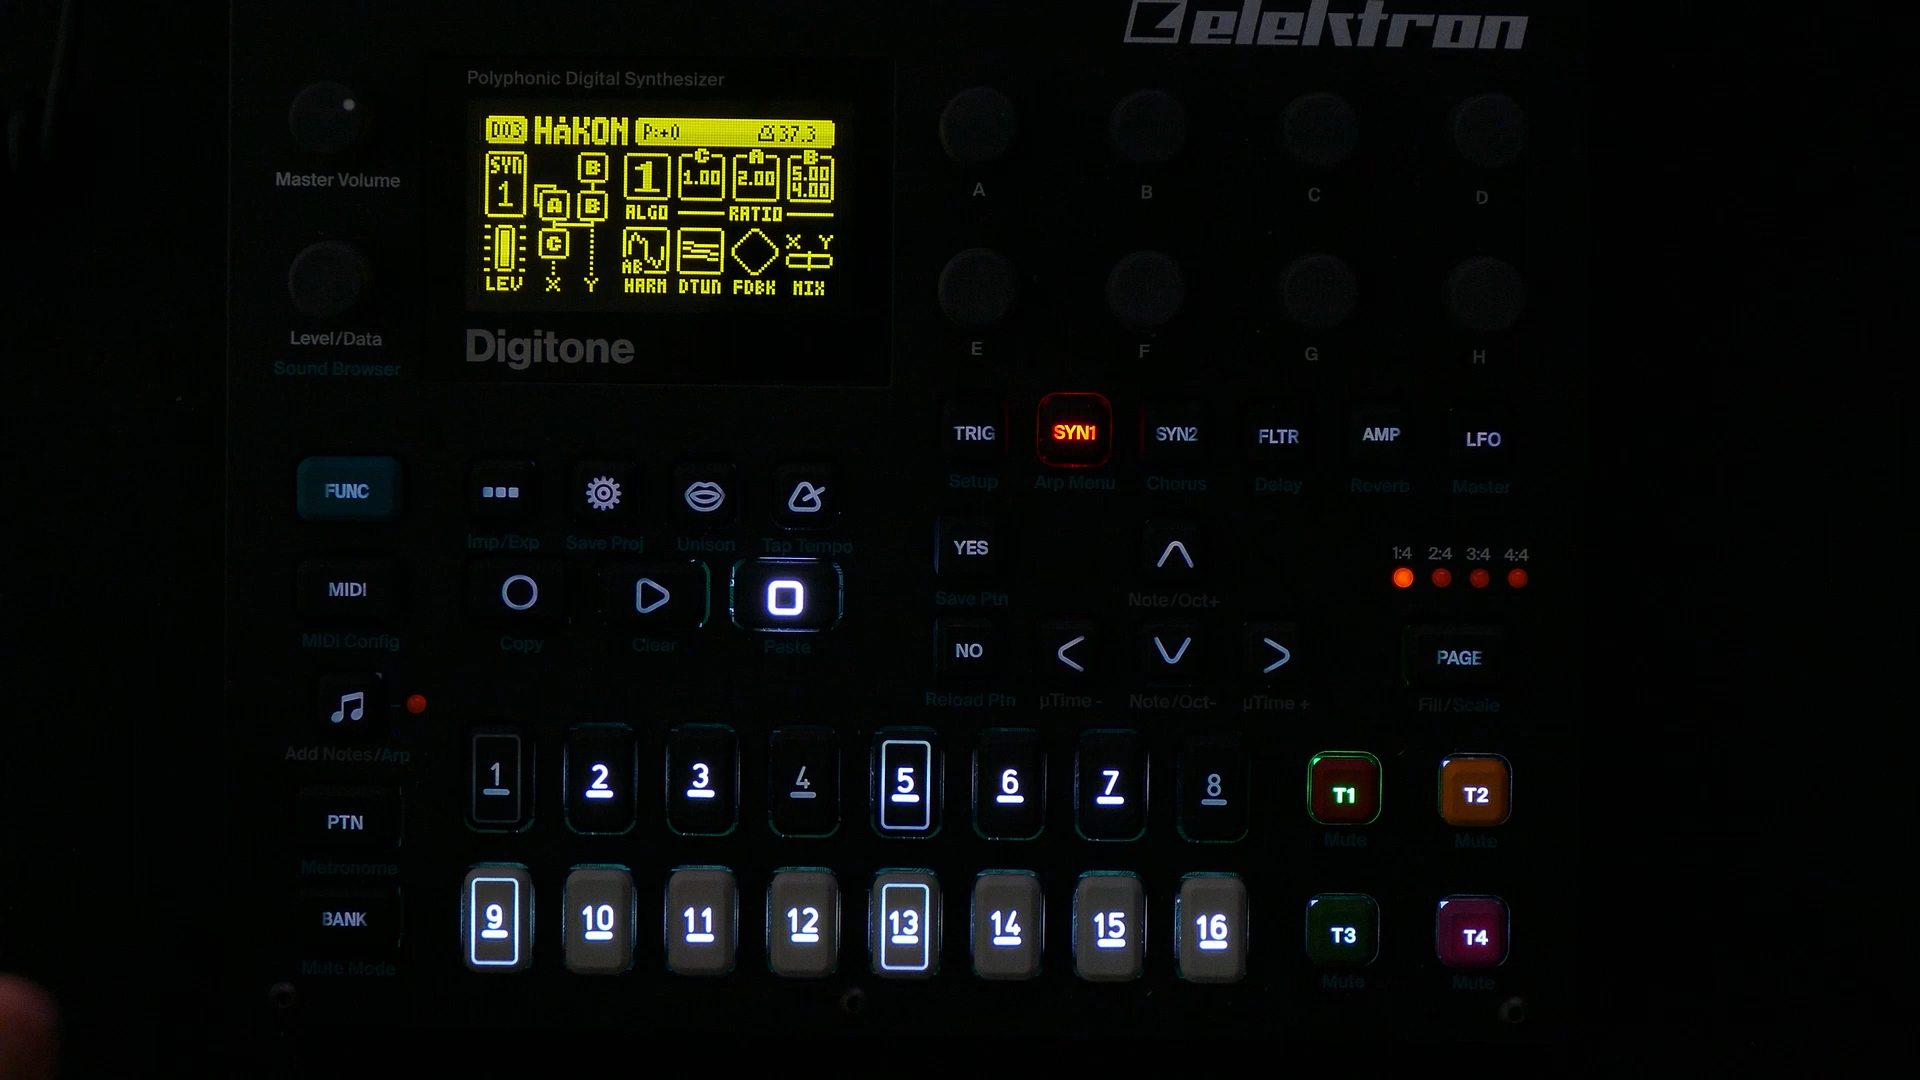 elektron
Polyphonic Digital Synthesizer
D03 HÅKON P:+0 37.3
SYN 1
B
A B
C
LEV X Y
1 C 1.00 A 2.00 B 5.00 4.00
ALGO RATIO
AB X Y
HARM DTUN FDBK MIX
Digitone
Master Volume
Level/Data
Sound Browser
A B C D
E F G H
TRIG SYN1 SYN2 FLTR AMP LFO
Setup Arp Menu Chorus Delay Reverb Master
FUNC
Imp/Exp Save Proj Unison Tap Tempo
YES
Save Ptn Note/Oct+
1:4 2:4 3:4 4:4
MIDI
MIDI Config
Copy Clear Paste
NO PAGE
Reload Ptn µTime - Note/Oct- µTime + Fill/Scale
Add Notes/Arp
PTN
Metronome
BANK
Mute Mode
1 2 3 4 5 6 7 8
9 10 11 12 13 14 15 16
T1 T2
Mute Mute
T3 T4
Mute Mute